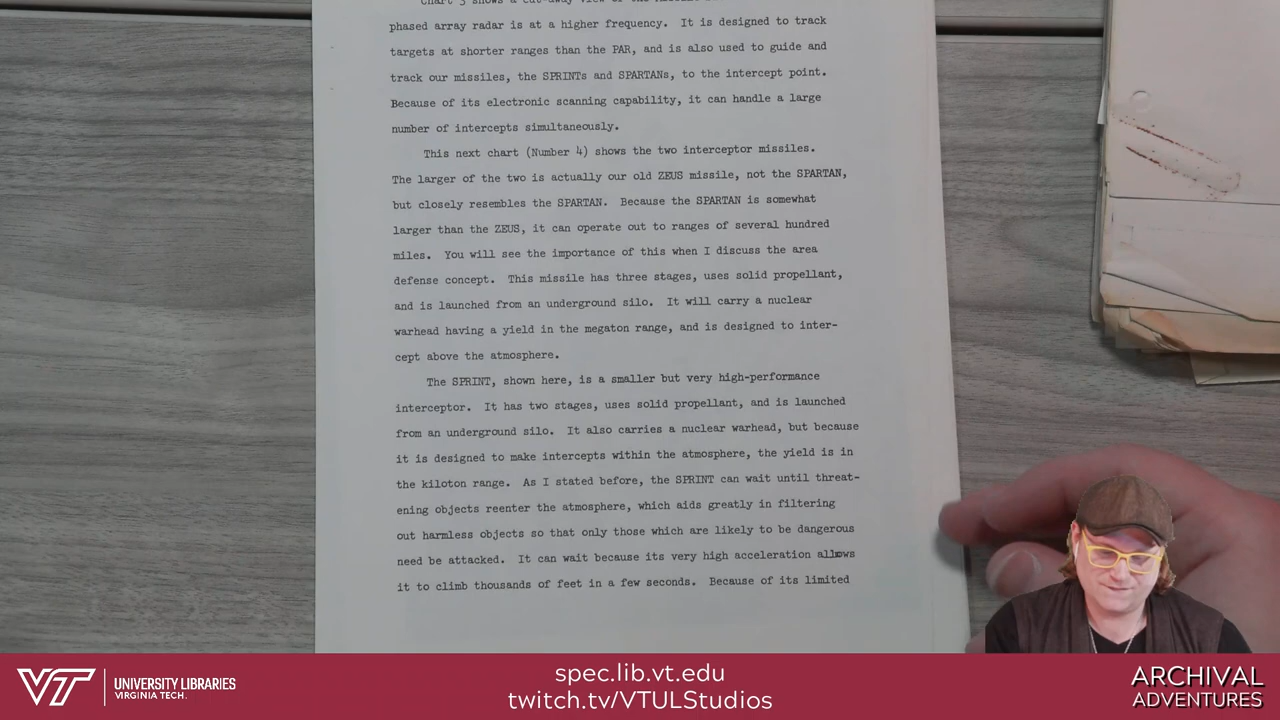 Chart 3 shows a cut-away view of the
phased array radar is at a higher frequency. It is designed to track
targets at shorter ranges than the PAR, and is also used to guide and
track our missiles, the SPRINTs and SPARTANs, to the intercept point.
Because of its electronic scanning capability, it can handle a large
number of intercepts simultaneously.
This next chart (Number 4) shows the two interceptor missiles.
The larger of the two is actually our old ZEUS missile, not the SPARTAN,
but closely resembles the SPARTAN. Because the SPARTAN is somewhat
larger than the ZEUS, it can operate out to ranges of several hundred
miles. You will see the importance of this when I discuss the area
defense concept. This missile has three stages, uses solid propellant,
and is launched from an underground silo. It will carry a nuclear
warhead having a yield in the megaton range, and is designed to inter-
cept above the atmosphere.
The SPRINT, shown here, is a smaller but very high-performance
interceptor. It has two stages, uses solid propellant, and is launched
from an underground silo. It also carries a nuclear warhead, but because
it is designed to make intercepts within the atmosphere, the yield is in
the kiloton range. As I stated before, the SPRINT can wait until threat-
ening objects reenter the atmosphere, which aids greatly in filtering
out harmless objects so that only those which are likely to be dangerous
need be attacked. It can wait because its very high acceleration allows
it to climb thousands of feet in a few seconds. Because of its limited
VT
UNIVERSITY LIBRARIES
VIRGINIA TECH.
spec.lib.vt.edu
twitch.tv/VTULStudios
ARCHIVAL
ADVENTURES